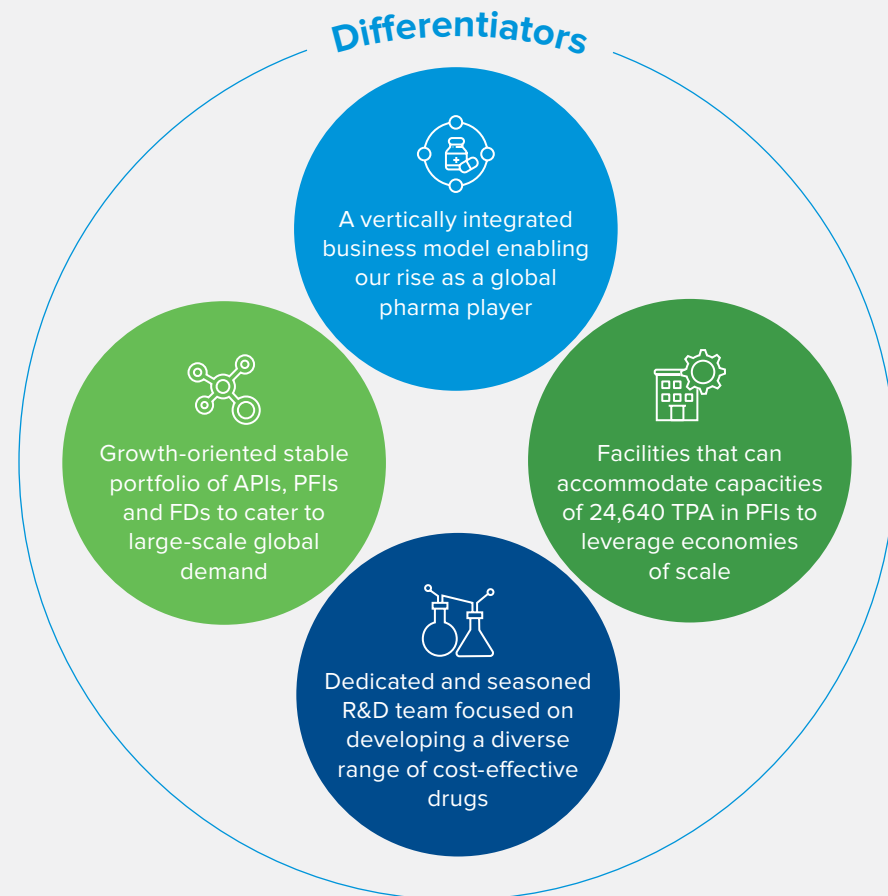 Differentiators
A vertically integrated
business model enabling
our rise as a global
pharma player
Growth-oriented stable
portfolio of APIs, PFIs
and FDs to cater to
large-scale global
demand
Facilities that can
accommodate capacities
of 24,640 TPA in PFIs to
leverage economies
of scale
Dedicated and seasoned
R&D team focused on
developing a diverse
range of cost-effective
drugs